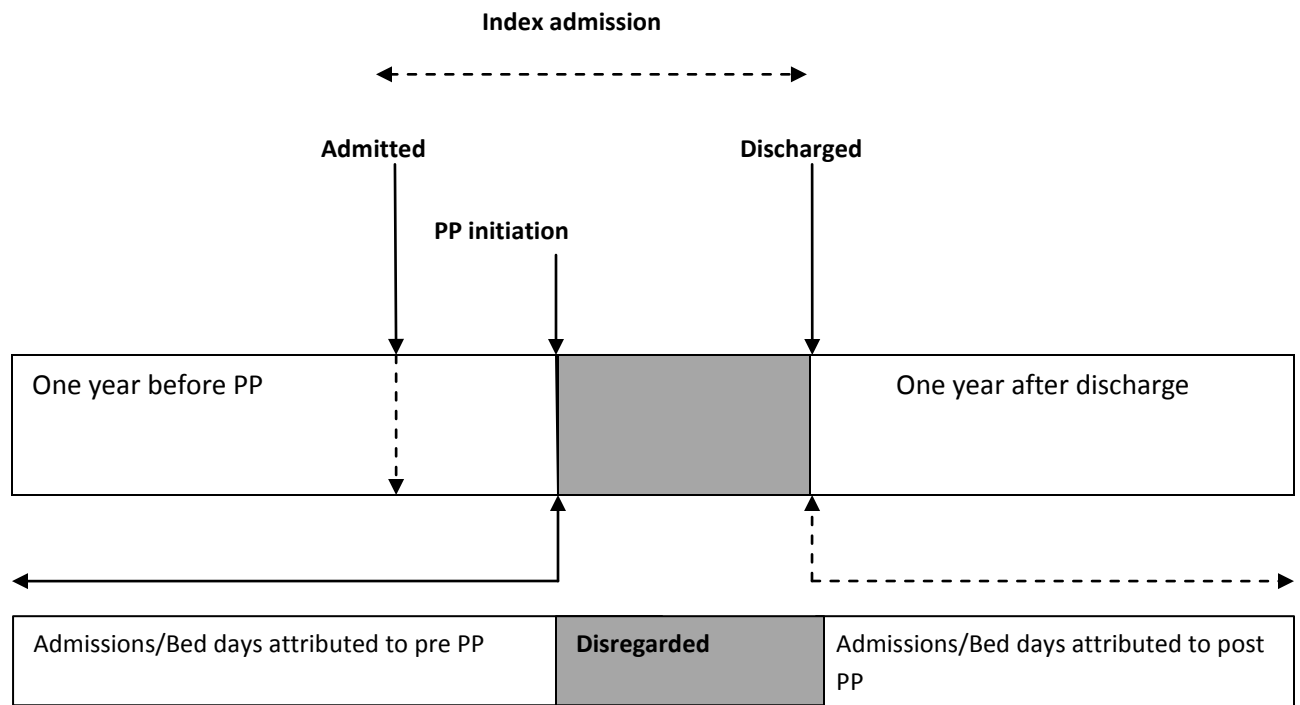 Index admission
Admitted
Discharged
PP initiation
One year before PP
One year after discharge
Admissions/Bed days attributed to pre PP
Disregarded
Admissions/Bed days attributed to post
PP